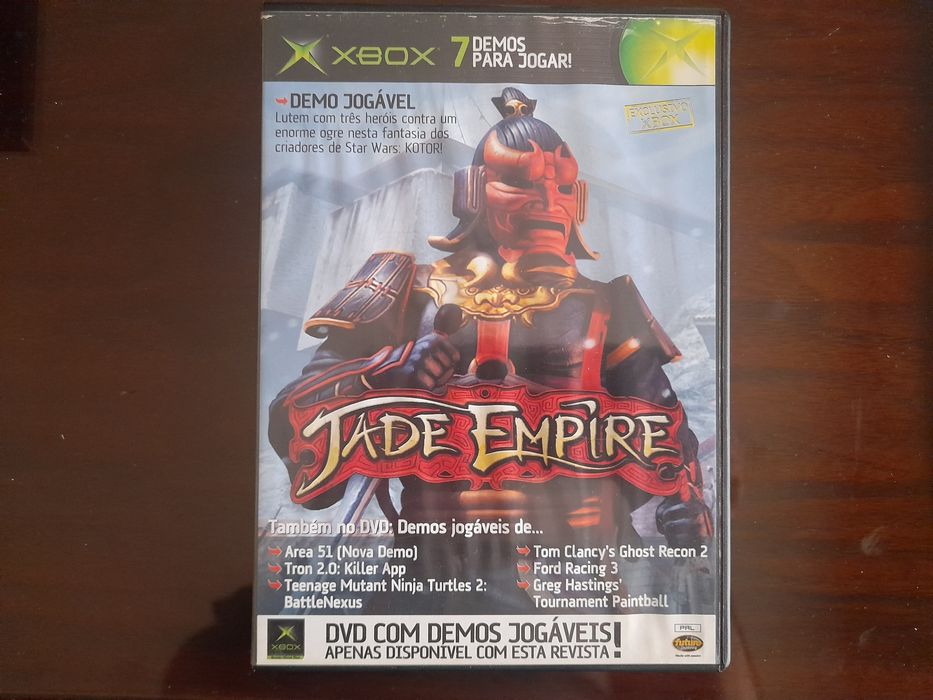 XBOX
7 DEMOS
PARA JOGAR!
DEMO JOGÁVEL
Lutem com três heróis contra um
enorme ogre nesta fantasia dos
criadores de Star Wars: KOTOR!
EXCLUSIVO
XBOX
JADE EMPIRE
Também no DVD: Demos jogáveis de...
Area 51 (Nova Demo)
Tron 2.0: Killer App
Teenage Mutant Ninja Turtles 2:
BattleNexus
Tom Clancy's Ghost Recon 2
Ford Racing 3
Greg Hastings'
Tournament Paintball
XBOX
DVD COM DEMOS JOGÁVEIS!
APENAS DISPONÍVEL COM ESTA REVISTA
PAL
Future